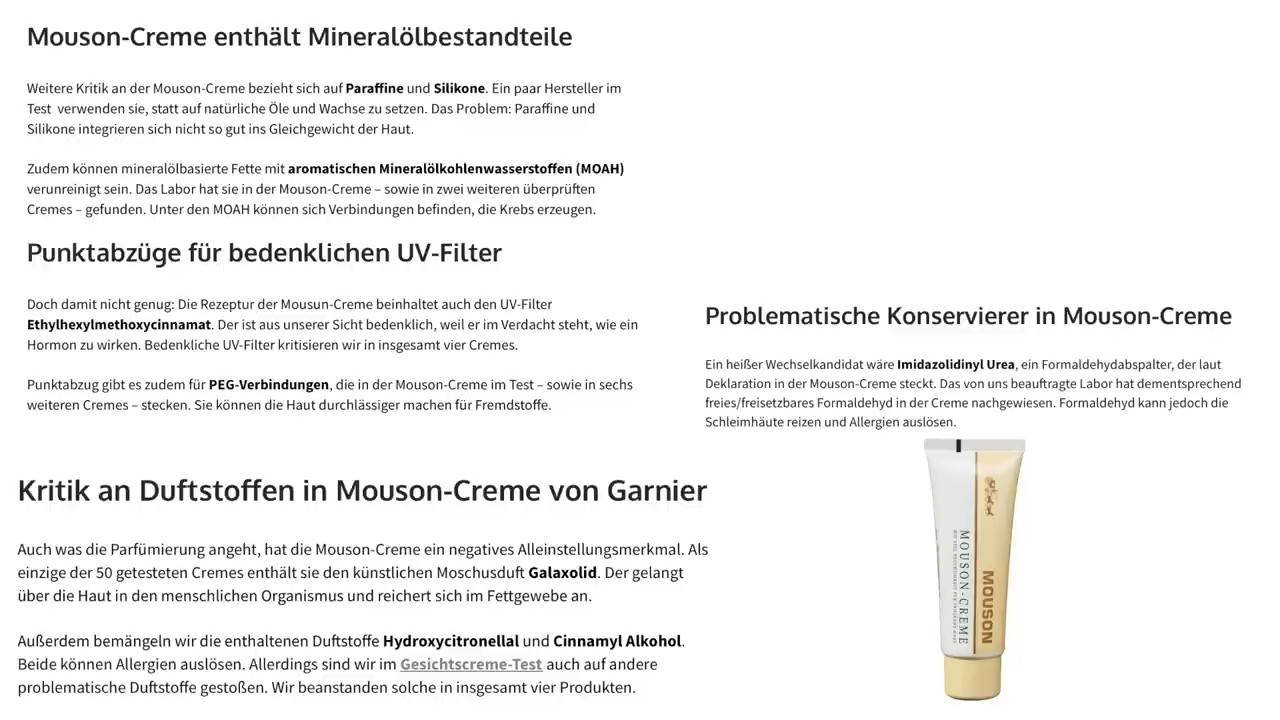 Mouson-Creme enthält Mineralölbestandteile
Weitere Kritik an der Mouson-Creme bezieht sich auf Paraffine und Silikone. Ein paar Hersteller im
Test verwenden sie, statt auf natürliche Öle und Wachse zu setzen. Das Problem: Paraffine und
Silikone integrieren sich nicht so gut ins Gleichgewicht der Haut.
Zudem können mineralölbasierte Fette mit aromatischen Mineralölkohlenwasserstoffen (MOAH)
verunreinigt sein. Das Labor hat sie in der Mouson-Creme – sowie in zwei weiteren überprüften
Cremes – gefunden. Unter den MOAH können sich Verbindungen befinden, die Krebs erzeugen.
Punktabzüge für bedenklichen UV-Filter
Doch damit nicht genug: Die Rezeptur der Mousun-Creme beinhaltet auch den UV-Filter
Ethylhexylmethoxycinnamat. Der ist aus unserer Sicht bedenklich, weil er im Verdacht steht, wie ein
Hormon zu wirken. Bedenkliche UV-Filter kritisieren wir in insgesamt vier Cremes.
Punktabzug gibt es zudem für PEG-Verbindungen, die in der Mouson-Creme im Test – sowie in sechs
weiteren Cremes – stecken. Sie können die Haut durchlässiger machen für Fremdstoffe.
Problematische Konservierer in Mouson-Creme
Ein heißer Wechselkandidat wäre Imidazolidinyl Urea, ein Formaldehydabspalter, der laut
Deklaration in der Mouson-Creme steckt. Das von uns beauftragte Labor hat dementsprechend
freies/freisetzbares Formaldehyd in der Creme nachgewiesen. Formaldehyd kann jedoch die
Schleimhäute reizen und Allergien auslösen.
Kritik an Duftstoffen in Mouson-Creme von Garnier
Auch was die Parfümierung angeht, hat die Mouson-Creme ein negatives Alleinstellungsmerkmal. Als
einzige der 50 getesteten Cremes enthält sie den künstlichen Moschusduft Galaxolid. Der gelangt
über die Haut in den menschlichen Organismus und reichert sich im Fettgewebe an.
Außerdem bemängeln wir die enthaltenen Duftstoffe Hydroxycitronellal und Cinnamyl Alkohol.
Beide können Allergien auslösen. Allerdings sind wir im Gesichtscreme-Test auch auf andere
problematische Duftstoffe gestoßen. Wir beanstanden solche in insgesamt vier Produkten.
MOUSON-CREME
MOUSON